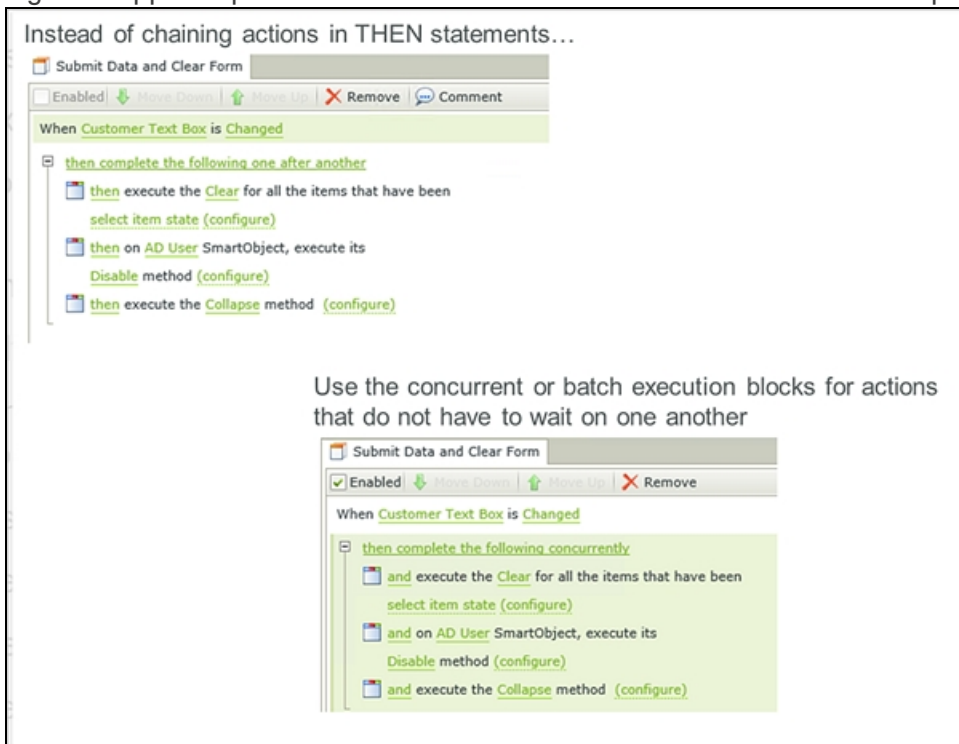 Instead of chaining actions in THEN statements…
Submit Data and Clear Form
Enabled Move Down Move Up Remove Comment
When Customer Text Box is Changed
then complete the following one after another
then execute the Clear for all the items that have been
select item state (configure)
then on AD User SmartObject, execute its
Disable method (configure)
then execute the Collapse method (configure)
Use the concurrent or batch execution blocks for actions
that do not have to wait on one another
Submit Data and Clear Form
Enabled Move Down Move Up Remove
When Customer Text Box is Changed
then complete the following concurrently
and execute the Clear for all the items that have been
select item state (configure)
and on AD User SmartObject, execute its
Disable method (configure)
and execute the Collapse method (configure)